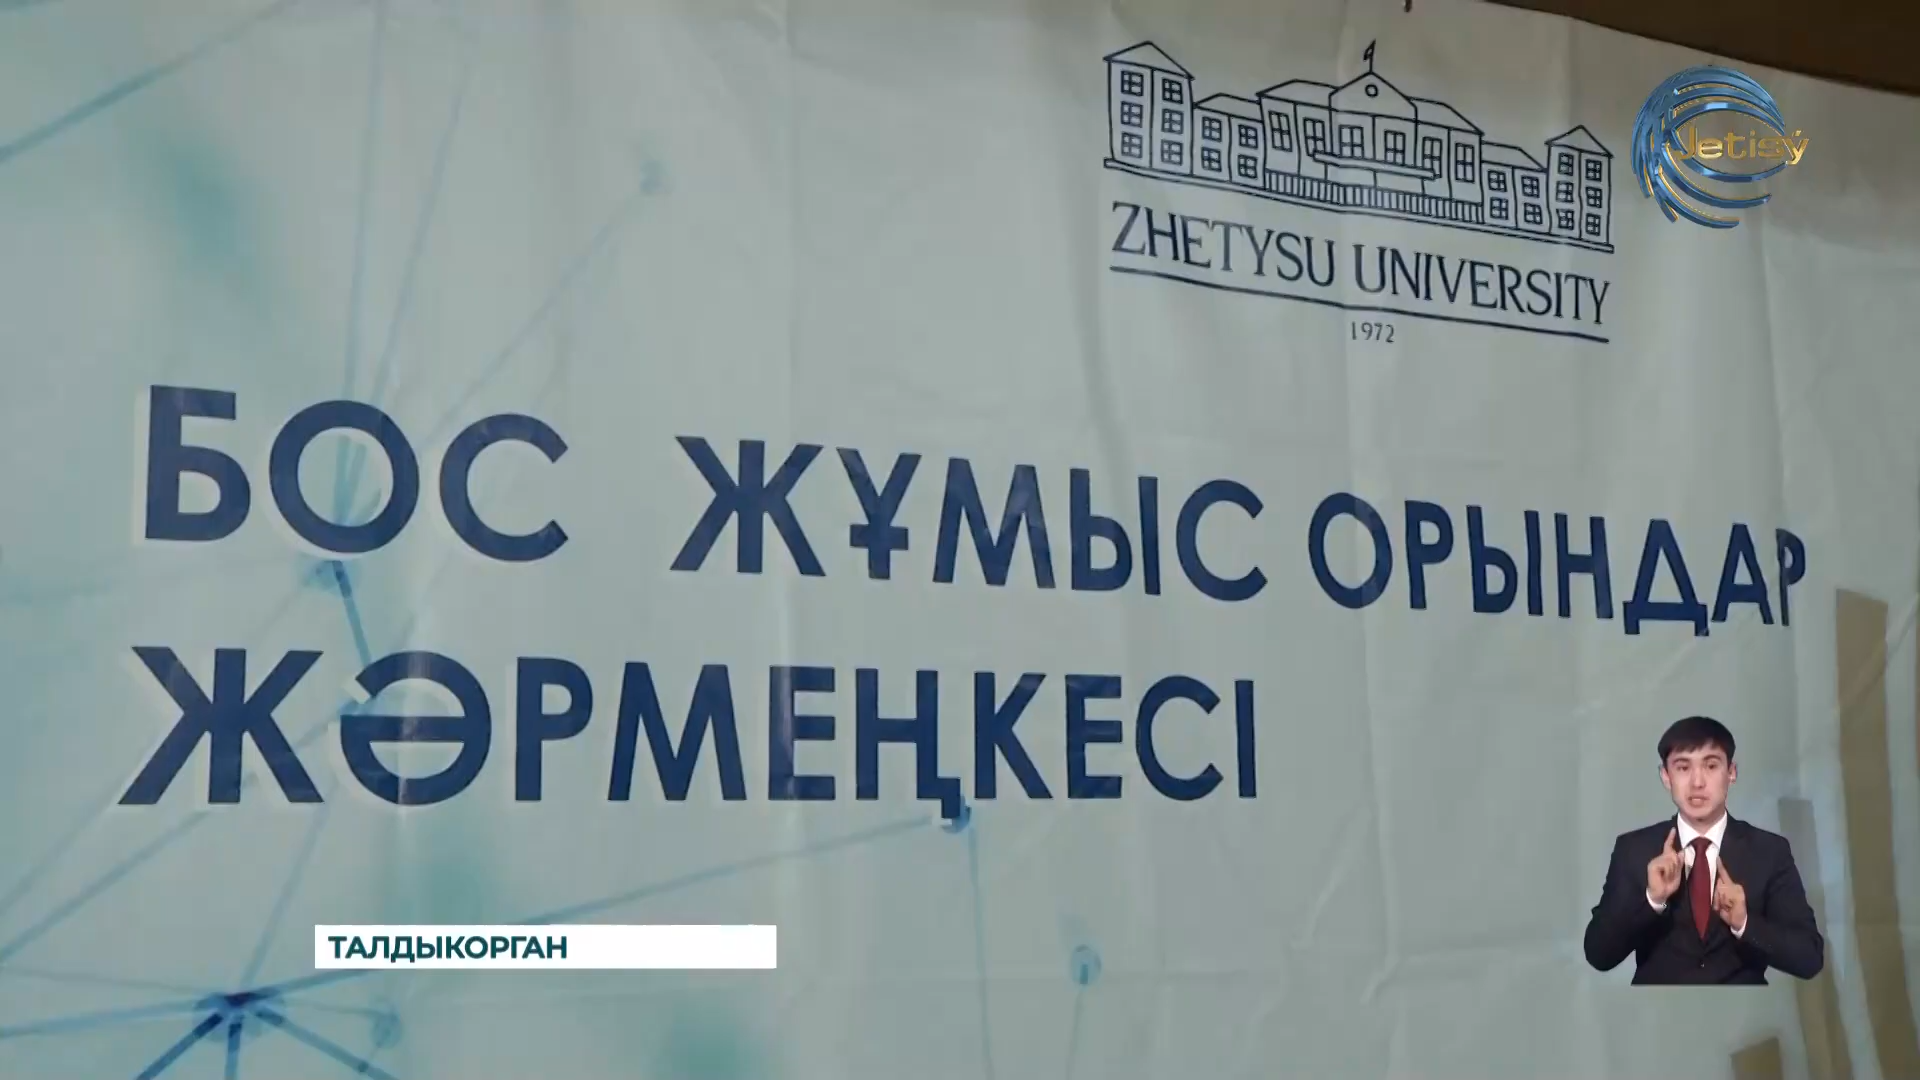 Jetisý
ZHETYSU UNIVERSITY
1972
БОС ЖҰМЫС ОРЫНДАР
ЖӘРМЕҢКЕСІ
ТАЛДЫКОРГАН